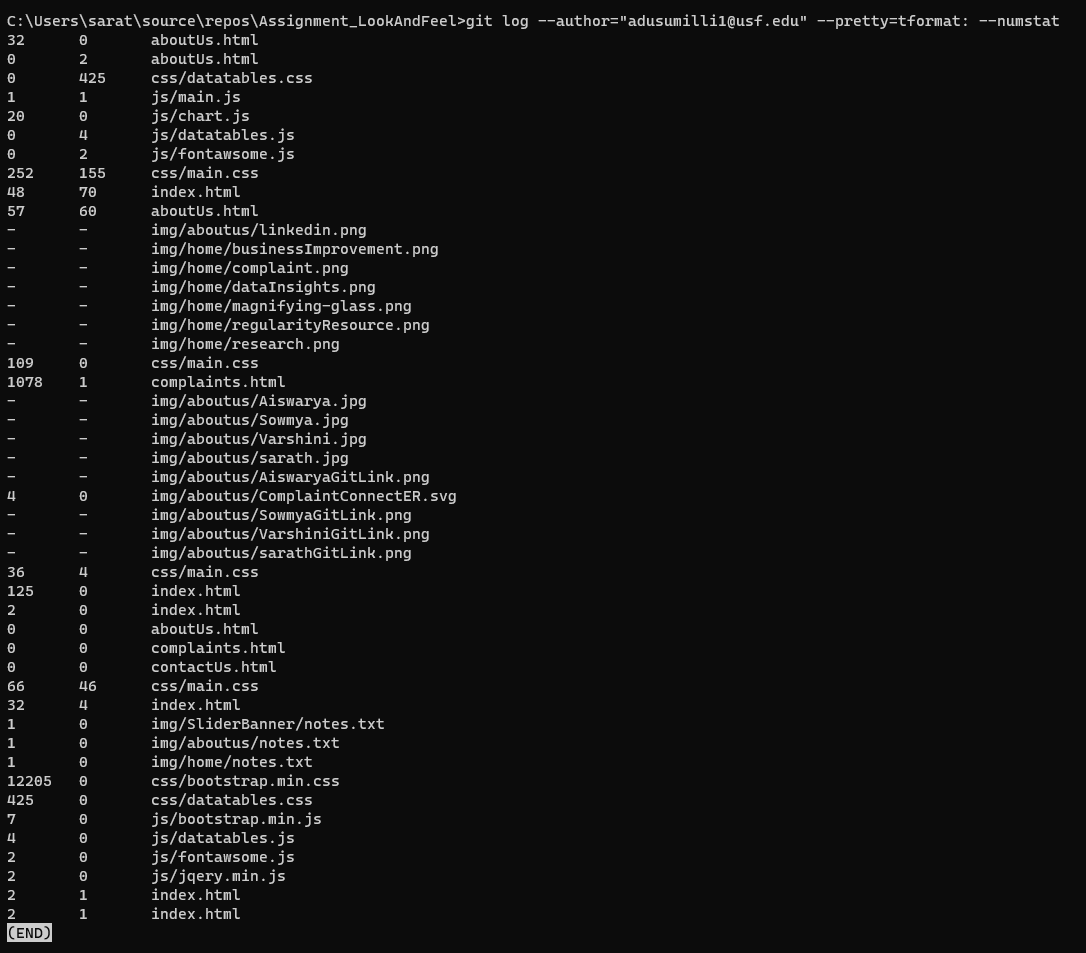 C:\Users\sarat\source\repos\Assignment_LookAndFeel>git log --author="adusumilli1@usf.edu" --pretty=tformat: --numstat
32 0 aboutUs.html
0 2 aboutUs.html
0 425 css/datatables.css
1 1 js/main.js
20 0 js/chart.js
0 4 js/datatables.js
0 2 js/fontawsome.js
252 155 css/main.css
48 70 index.html
57 60 aboutUs.html
- - img/aboutus/linkedin.png
- - img/home/businessImprovement.png
- - img/home/complaint.png
- - img/home/dataInsights.png
- - img/home/magnifying-glass.png
- - img/home/regularityResource.png
- - img/home/research.png
109 0 css/main.css
1078 1 complaints.html
- - img/aboutus/Aiswarya.jpg
- - img/aboutus/Sowmya.jpg
- - img/aboutus/Varshini.jpg
- - img/aboutus/sarath.jpg
- - img/aboutus/AiswaryaGitLink.png
4 0 img/aboutus/ComplaintConnectER.svg
- - img/aboutus/SowmyaGitLink.png
- - img/aboutus/VarshiniGitLink.png
- - img/aboutus/sarathGitLink.png
36 4 css/main.css
125 0 index.html
2 0 index.html
0 0 aboutUs.html
0 0 complaints.html
0 0 contactUs.html
66 46 css/main.css
32 4 index.html
1 0 img/SliderBanner/notes.txt
1 0 img/aboutus/notes.txt
1 0 img/home/notes.txt
12205 0 css/bootstrap.min.css
425 0 css/datatables.css
7 0 js/bootstrap.min.js
4 0 js/datatables.js
2 0 js/fontawsome.js
2 0 js/jqery.min.js
2 1 index.html
2 1 index.html
(END)